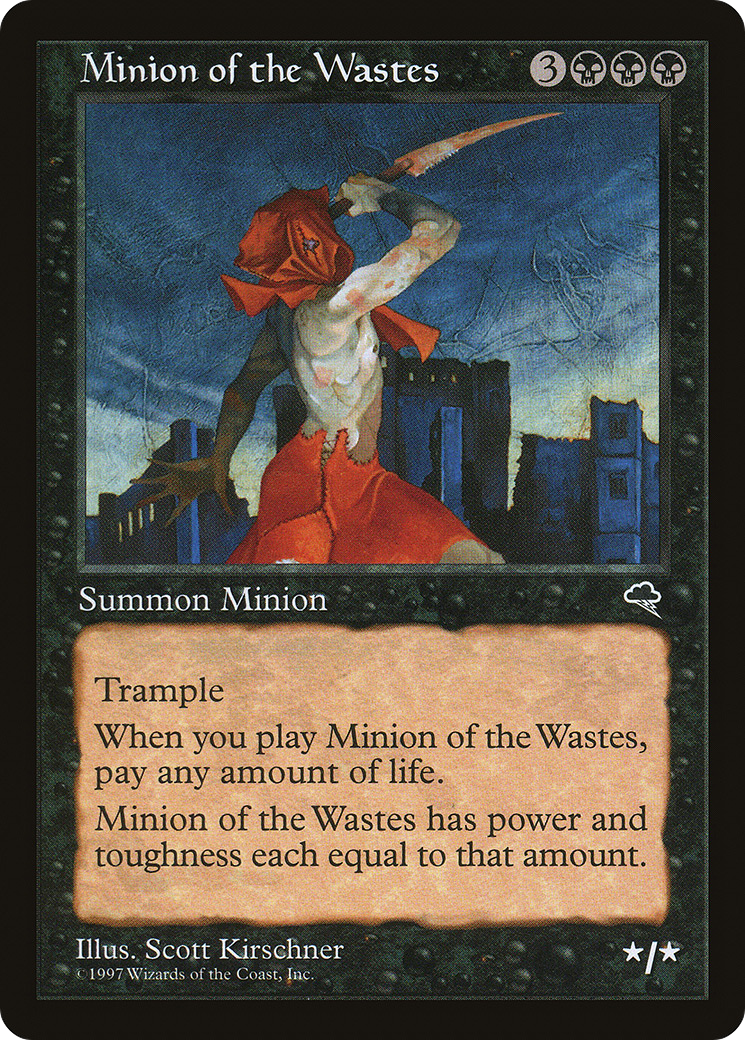 Minion of the Wastes 3
Summon Minion
Trample
When you play Minion of the Wastes,
pay any amount of life.
Minion of the Wastes has power and
toughness each equal to that amount.
Illus. Scott Kirschner
© 1997 Wizards of the Coast, Inc.
★/★